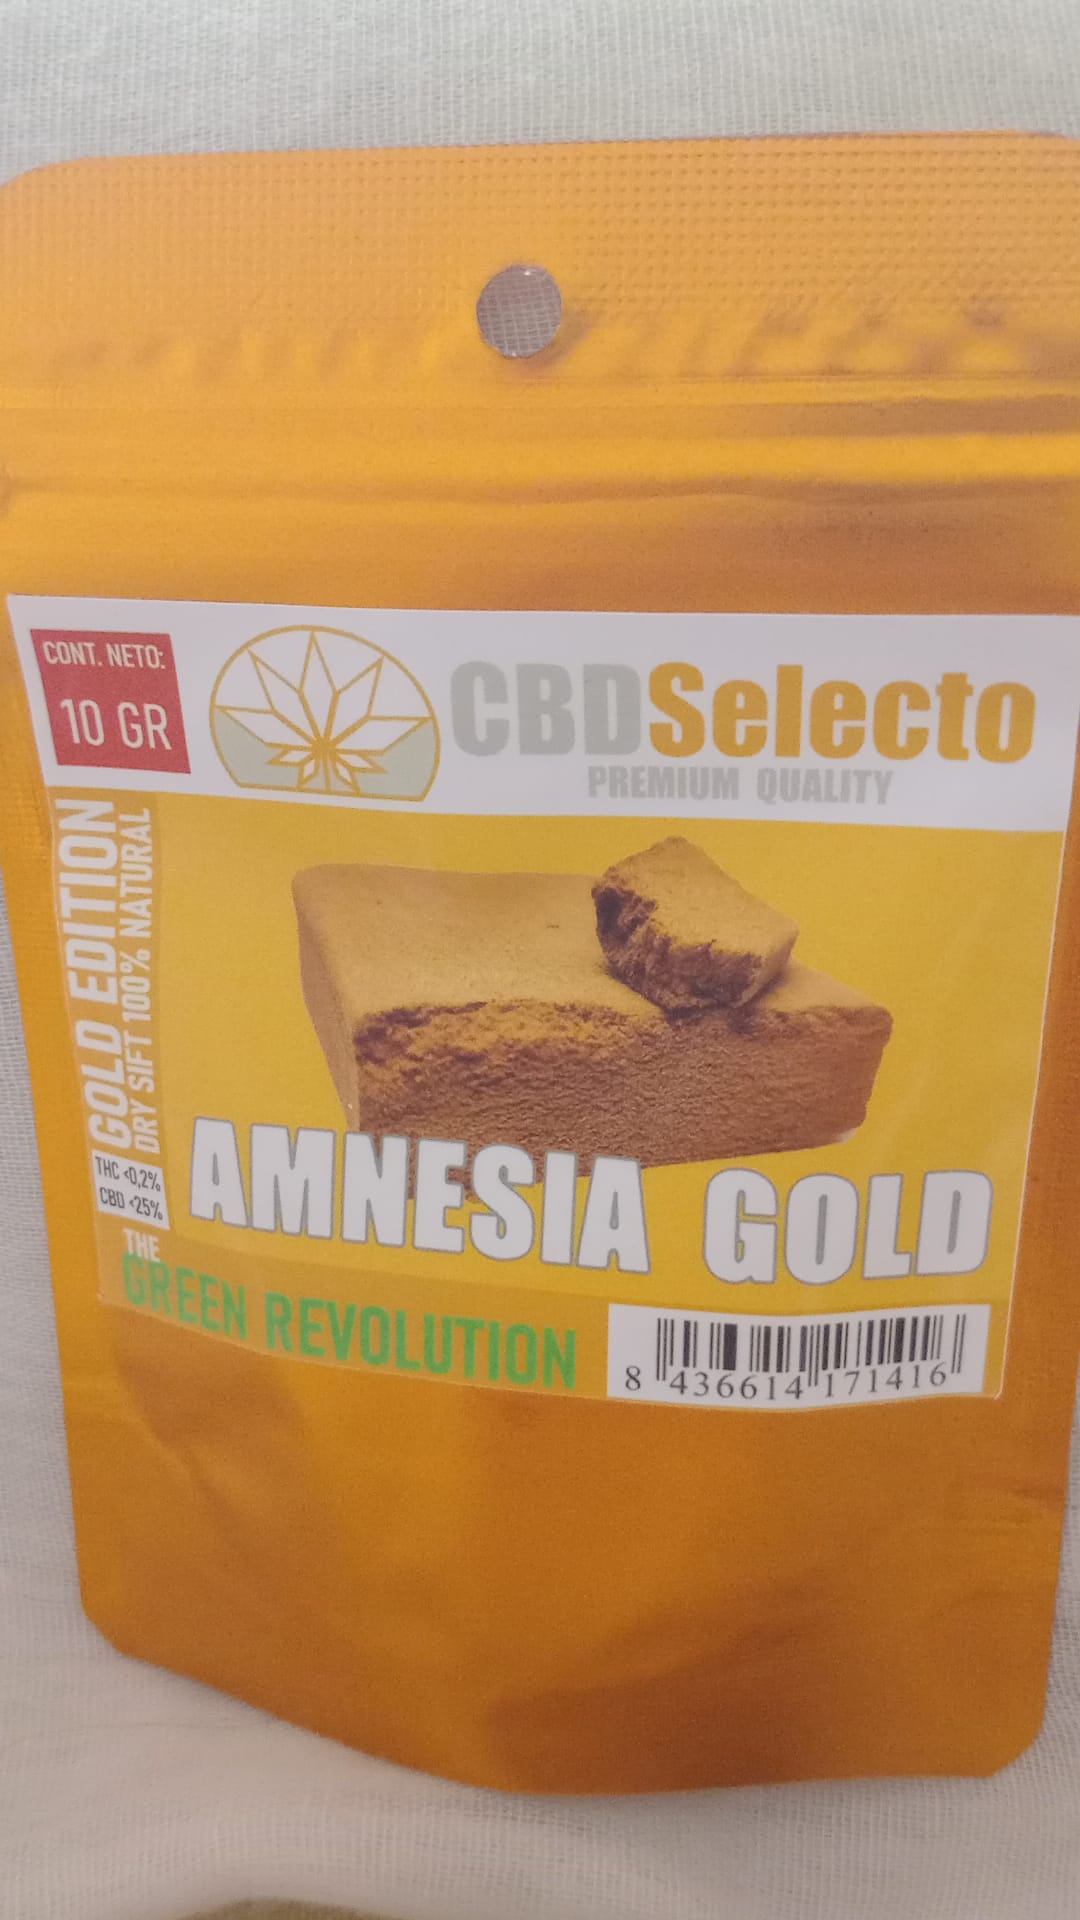 CONT. NETO:
10 GR
CBDSelecto
PREMIUM QUALITY
GOLD EDITION
DRY SIFT 100% NATURAL
THC <0,2%
CBD <25%
AMNESIA GOLD
THE
GREEN REVOLUTION
8 436614 171416